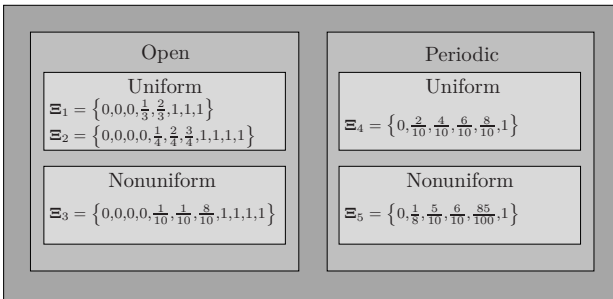 Open
Uniform
Ξ₁ = {0,0,0,1/3,2/3,1,1,1}
Ξ₂ = {0,0,0,0,1/4,2/4,3/4,1,1,1,1}
Nonuniform
Ξ₃ = {0,0,0,0,1/10,1/10,8/10,1,1,1,1}
Periodic
Uniform
Ξ₄ = {0,2/10,4/10,6/10,8/10,1}
Nonuniform
Ξ₅ = {0,1/8,5/10,6/10,85/100,1}